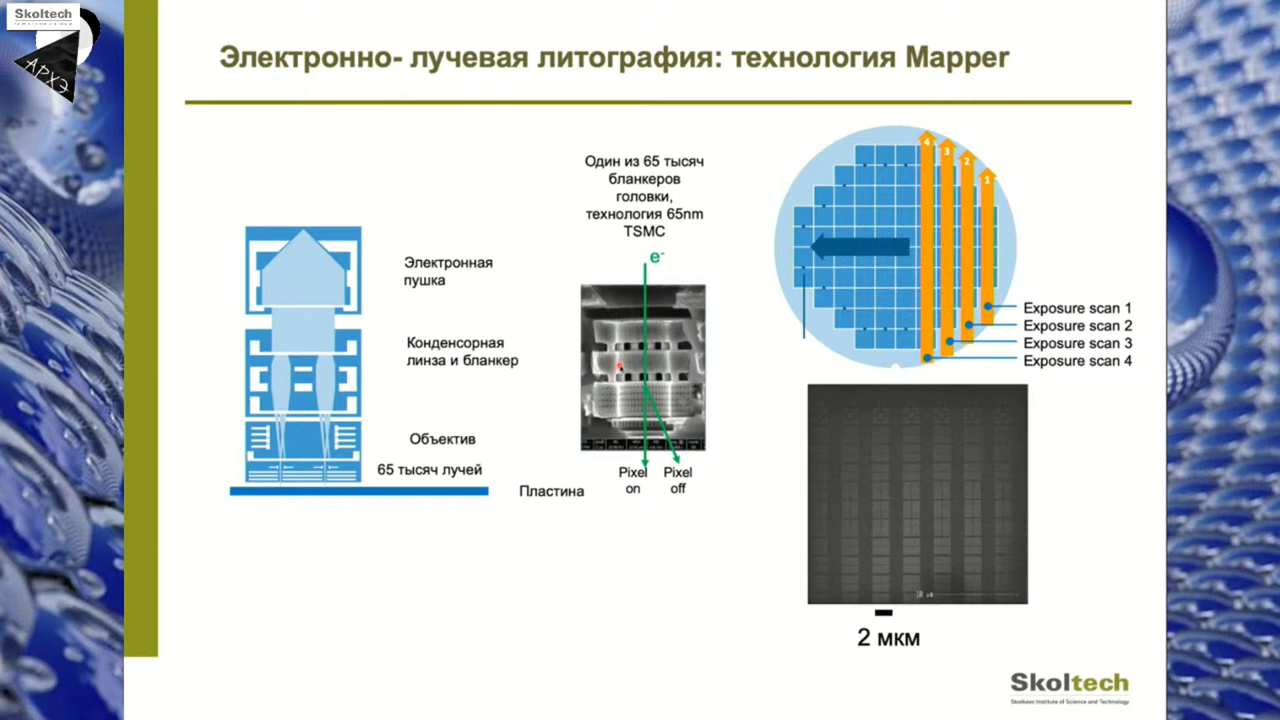 Skoltech
АРХЭ
Электронно- лучевая литография: технология Mapper
Электронная
пушка
Конденсорная
линза и бланкер
Объектив
65 тысяч лучей
Пластина
Один из 65 тысяч
бланкеров
головки,
технология 65nm
TSMC
e-
Pixel
on
Pixel
off
4
3
2
1
Exposure scan 1
Exposure scan 2
Exposure scan 3
Exposure scan 4
2 мкм
Skoltech
Skolkovo Institute of Science and Technology